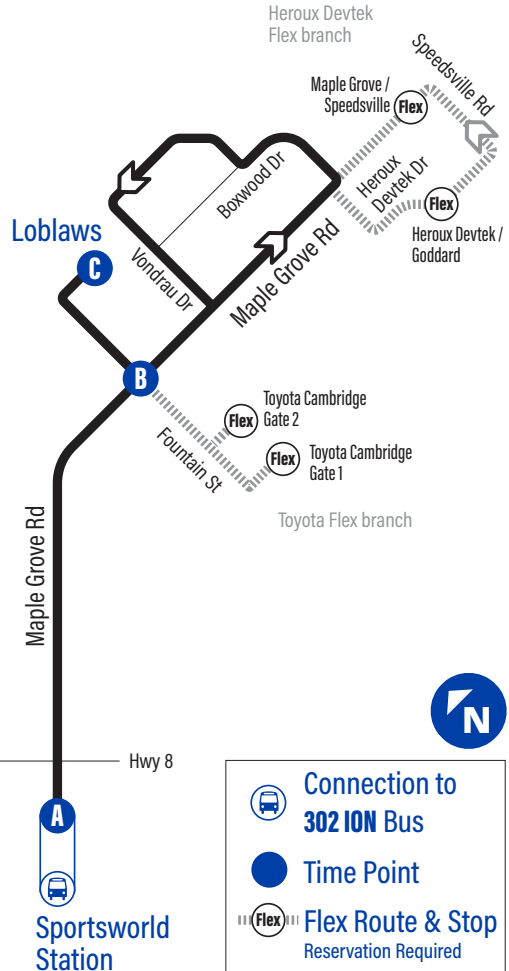 Heroux Devtek
Flex branch
Speedsville Rd
Maple Grove /
Speedsville
Flex
Heroux
Devtek Dr
Flex
Heroux Devtek /
Goddard
Boxwood Dr
Loblaws
C
Vondrau Dr
Maple Grove Rd
B
Toyota Cambridge
Gate 2
Flex
Fountain St
Flex
Toyota Cambridge
Gate 1
Toyota Flex branch
Maple Grove Rd
N
Hwy 8
A
Sportsworld
Station
Connection to
302 ION Bus
Time Point
Flex
Flex Route & Stop
Reservation Required